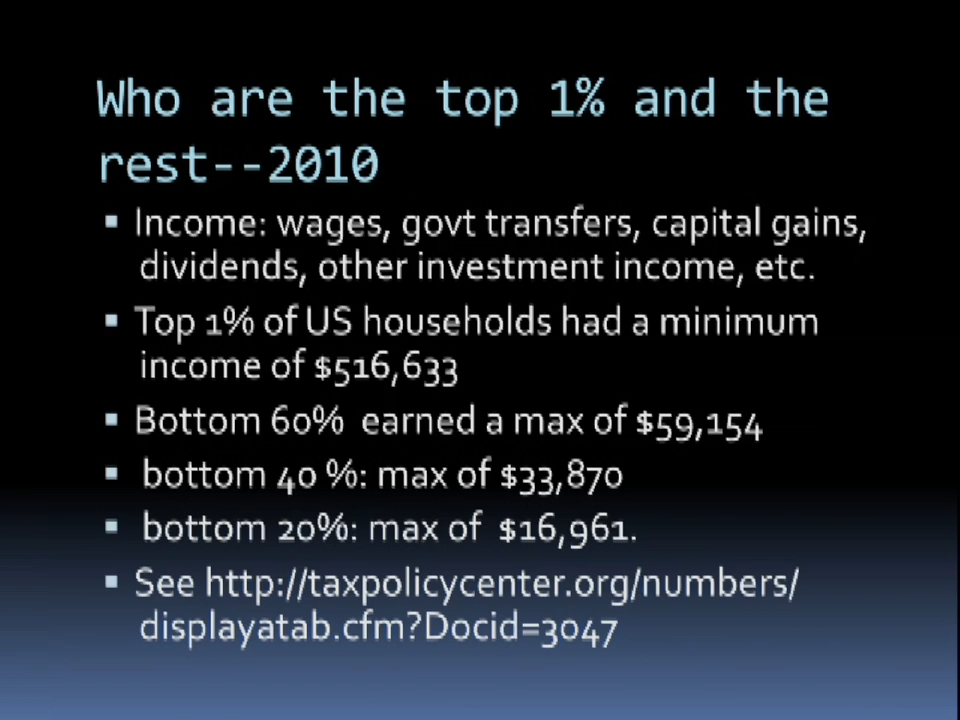 Who are the top 1% and the
rest--2010
Income: wages, govt transfers, capital gains,
dividends, other investment income, etc.
Top 1% of US households had a minimum
income of $516,633
Bottom 60% earned a max of $59,154
bottom 40 %: max of $33,870
bottom 20%: max of $16,961.
See http://taxpolicycenter.org/numbers/
displayatab.cfm?Docid=3047